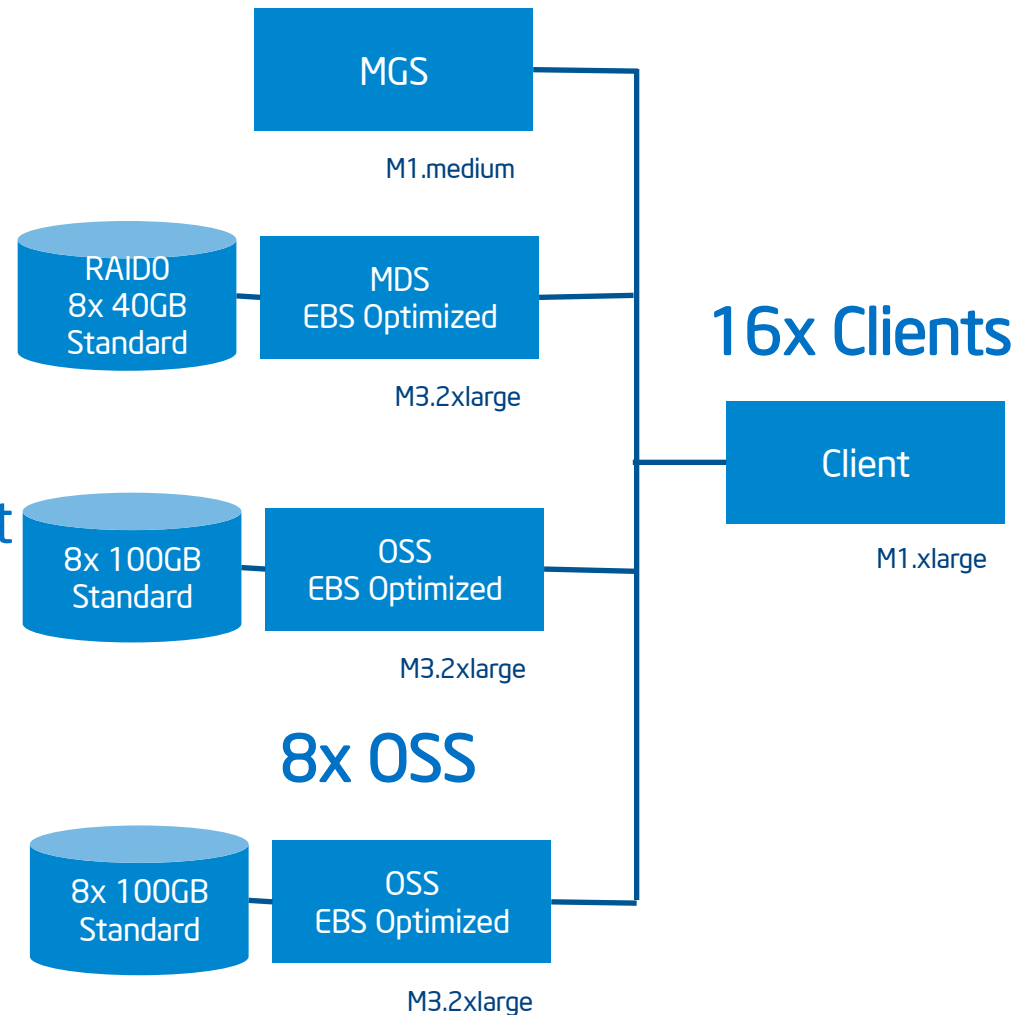 MGS
M1.medium
RAID0
8x 40GB
Standard
MDS
EBS Optimized
M3.2xlarge
16x Clients
Client
M1.xlarge
t
8x 100GB
Standard
OSS
EBS Optimized
M3.2xlarge
8x OSS
8x 100GB
Standard
OSS
EBS Optimized
M3.2xlarge